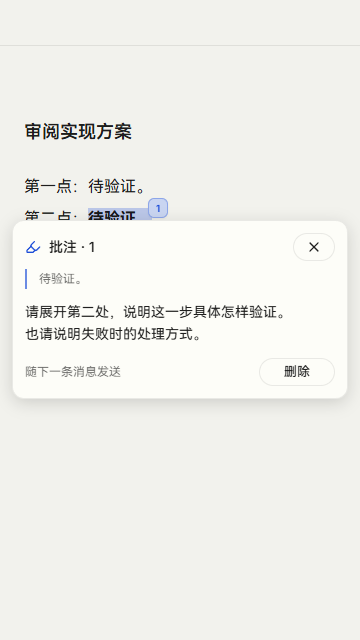 审阅实现方案
第一点：待验证。
第二点：待验证
1
批注 · 1
待验证。
请展开第二处，说明这一步具体怎样验证。
也请说明失败时的处理方式。
随下一条消息发送
删除